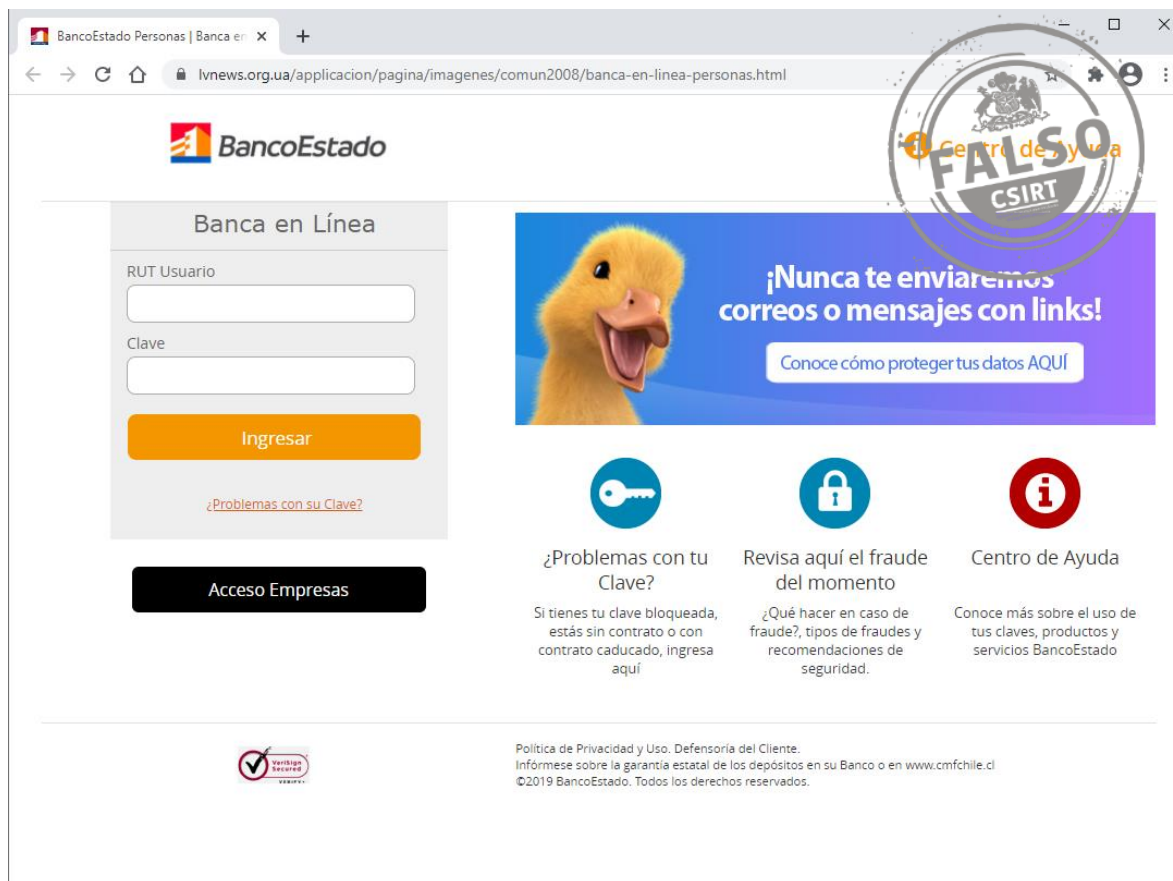 BancoEstado Personas | Banca en
lvnews.org.ua/applicacion/pagina/imagenes/comun2008/banca-en-linea-personas.html
BancoEstado
Centro de Ayuda
FALSO
CSIRT
Banca en Línea
RUT Usuario
Clave
Ingresar
¿Problemas con su Clave?
Acceso Empresas
¡Nunca te enviaremos
correos o mensajes con links!
Conoce cómo proteger tus datos AQUÍ
¿Problemas con tu
Clave?
Si tienes tu clave bloqueada,
estás sin contrato o con
contrato caducado, ingresa
aquí
Revisa aquí el fraude
del momento
¿Qué hacer en caso de
fraude?, tipos de fraudes y
recomendaciones de
seguridad.
Centro de Ayuda
Conoce más sobre el uso de
tus claves, productos y
servicios BancoEstado
VeriSign
Secured
VERIFY
Política de Privacidad y Uso. Defensoría del Cliente.
Infórmese sobre la garantía estatal de los depósitos en su Banco o en www.cmfchile.cl
©2019 BancoEstado. Todos los derechos reservados.